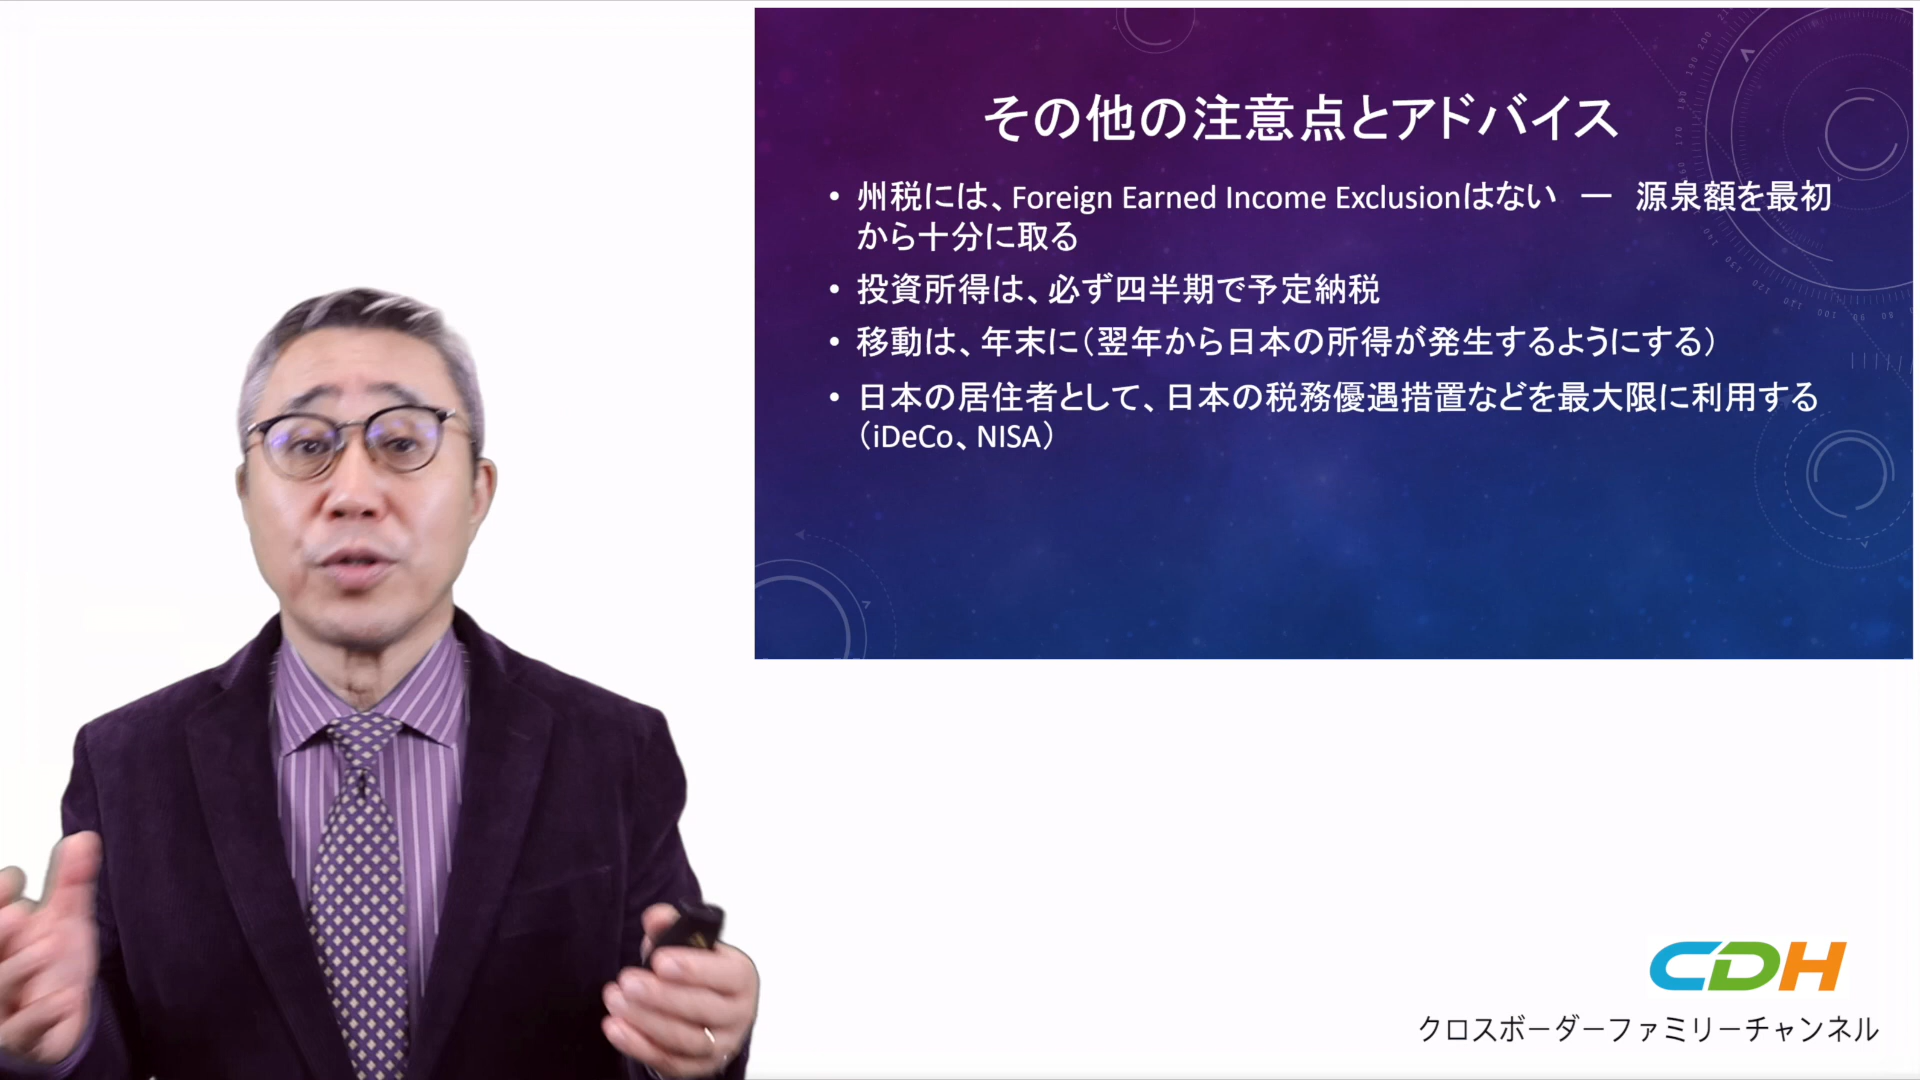 その他の注意点とアドバイス
• 州税には、Foreign Earned Income Exclusionはない　ー　源泉額を最初
から十分に取る
• 投資所得は、必ず四半期で予定納税
• 移動は、年末に（翌年から日本の所得が発生するようにする）
• 日本の居住者として、日本の税務優遇措置などを最大限に利用する
（iDeCo、NISA）
CDH
クロスボーダーファミリーチャンネル